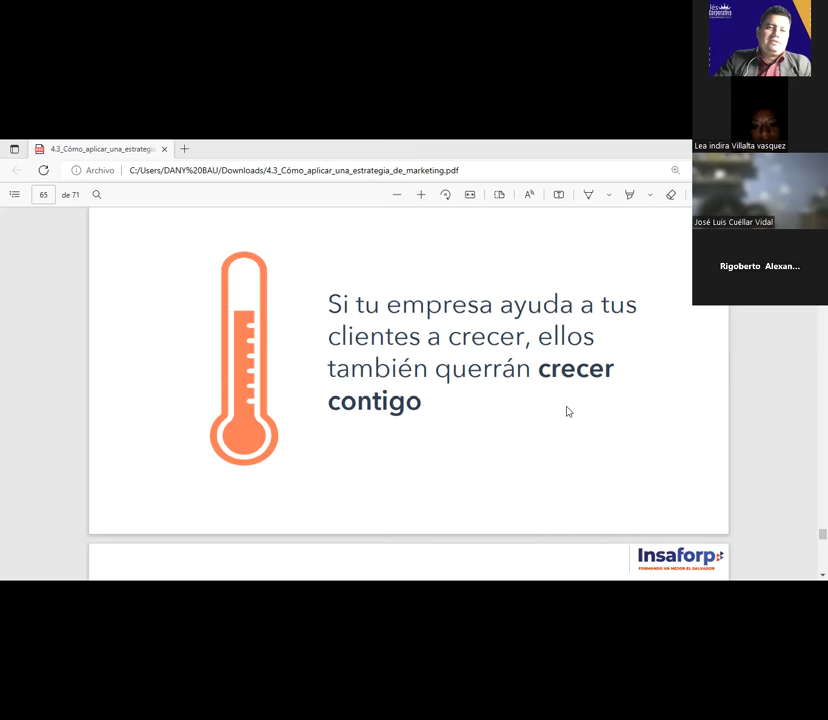 Corporativo
Lea indira Villalta vasquez
José Luis Cuéllar Vidal
Rigoberto Alexan...
4.3_Cómo_aplicar_una_estrategia
Archivo
C:/Users/DANY%20BAU/Downloads/4.3_Cómo_aplicar_una_estrategia_de_marketing.pdf
65 de 71
Si tu empresa ayuda a tus
clientes a crecer, ellos
también querrán crecer
contigo
Insaforp
FORMANDO UN MEJOR EL SALVADOR